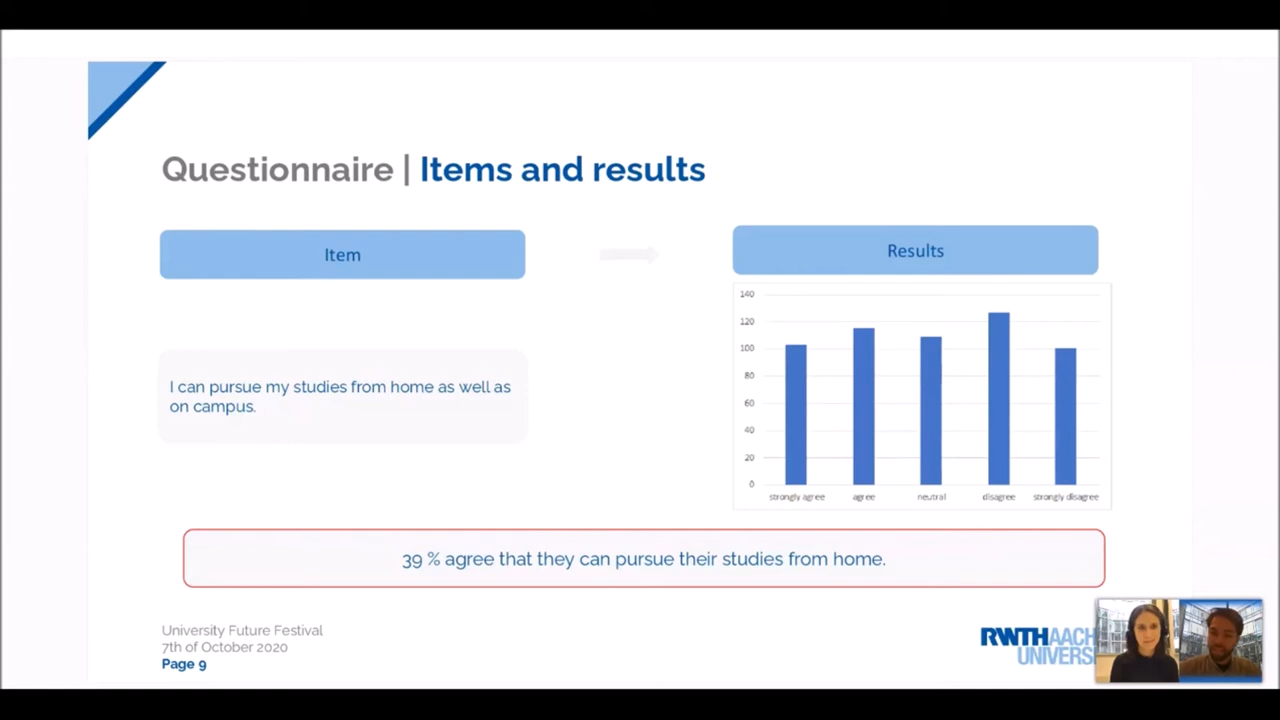 Questionnaire | Items and results
Item
Results
I can pursue my studies from home as well as
on campus.
140
120
100
80
60
40
20
0
strongly agree
agree
neutral
disagree
strongly disagree
39 % agree that they can pursue their studies from home.
University Future Festival
7th of October 2020
Page 9
RWTHAACH
UNIVERS